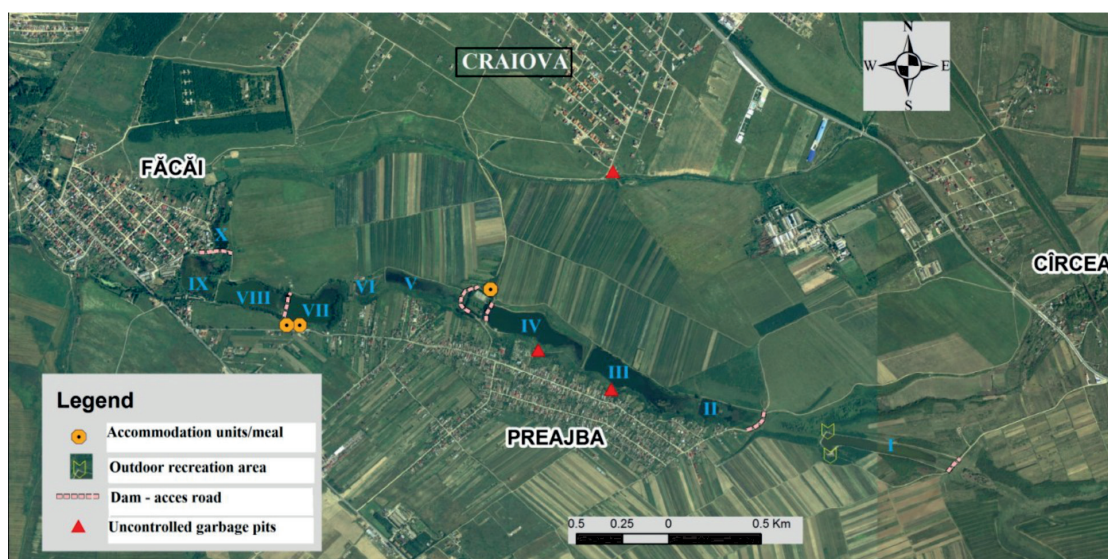 CRAIOVA
N
W E
S
FĂCĂI
X
CÎRCEA
IX
VIII
VII
VI
V
IV
III
II
PREAJBA
I
Legend
Accommodation units/meal
Outdoor recreation area
Dam - acces road
Uncontrolled garbage pits
0.5 0.25 0 0.5 Km